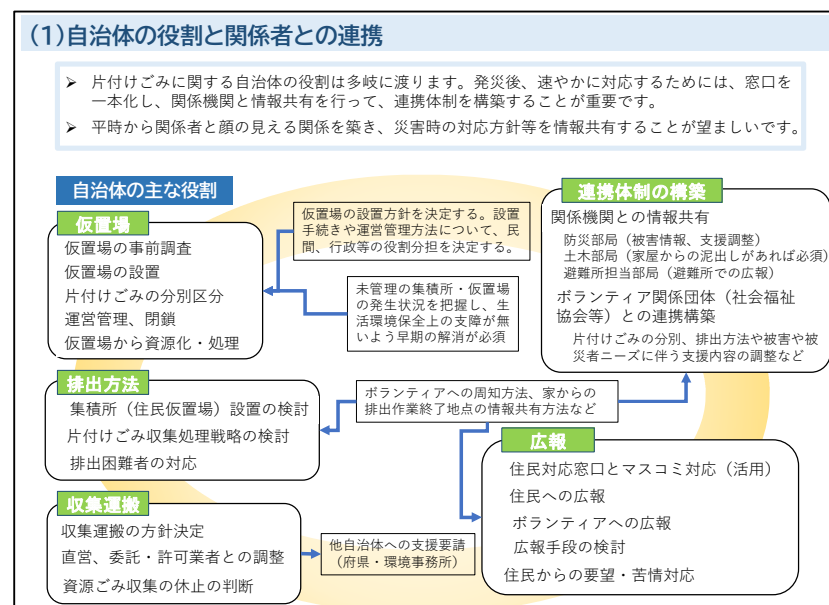 (1)自治体の役割と関係者との連携
➢ 片付けごみに関する自治体の役割は多岐に渡ります。発災後、速やかに対応するためには、窓口を
一本化し、関係機関と情報共有を行って、連携体制を構築することが重要です。
➢ 平時から関係者と顔の見える関係を築き、災害時の対応方針等を情報共有することが望ましいです。
自治体の主な役割
仮置場
仮置場の事前調査
仮置場の設置
片付けごみの分別区分
運営管理、閉鎖
仮置場から資源化・処理
仮置場の設置方針を決定する。設置
手続きや運営管理方法について、民
間、行政等の役割分担を決定する。
未管理の集積所・仮置場
の発生状況を把握し、生
活環境保全上の支障が無
いよう早期の解消が必須
連携体制の構築
関係機関との情報共有
防災部局（被害情報、支援調整）
土木部局（家屋からの泥出しがあれば必須）
避難所担当部局（避難所での広報）
ボランティア関係団体（社会福祉
協会等）との連携構築
片付けごみの分別、排出方法や被害や被
災者ニーズに伴う支援内容の調整など
排出方法
集積所（住民仮置場）設置の検討
片付けごみ収集処理戦略の検討
排出困難者の対応
ボランティアへの周知方法、家からの
排出作業終了地点の情報共有方法など
広報
住民対応窓口とマスコミ対応（活用）
住民への広報
ボランティアへの広報
広報手段の検討
住民からの要望・苦情対応
収集運搬
収集運搬の方針決定
直営、委託・許可業者との調整
資源ごみ収集の休止の判断
他自治体への支援要請
（府県・環境事務所）